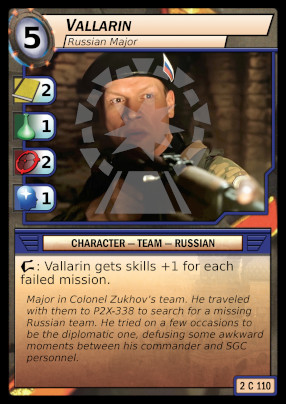 5
VALLARIN
Russian Major
2
1
2
1
CHARACTER — TEAM — RUSSIAN
: Vallarin gets skills +1 for each
failed mission.
Major in Colonel Zukhov's team. He traveled
with them to P2X-338 to search for a missing
Russian team. He tried on a few occasions to
be the diplomatic one, defusing some awkward
moments between his commander and SGC
personnel.
2 C 110